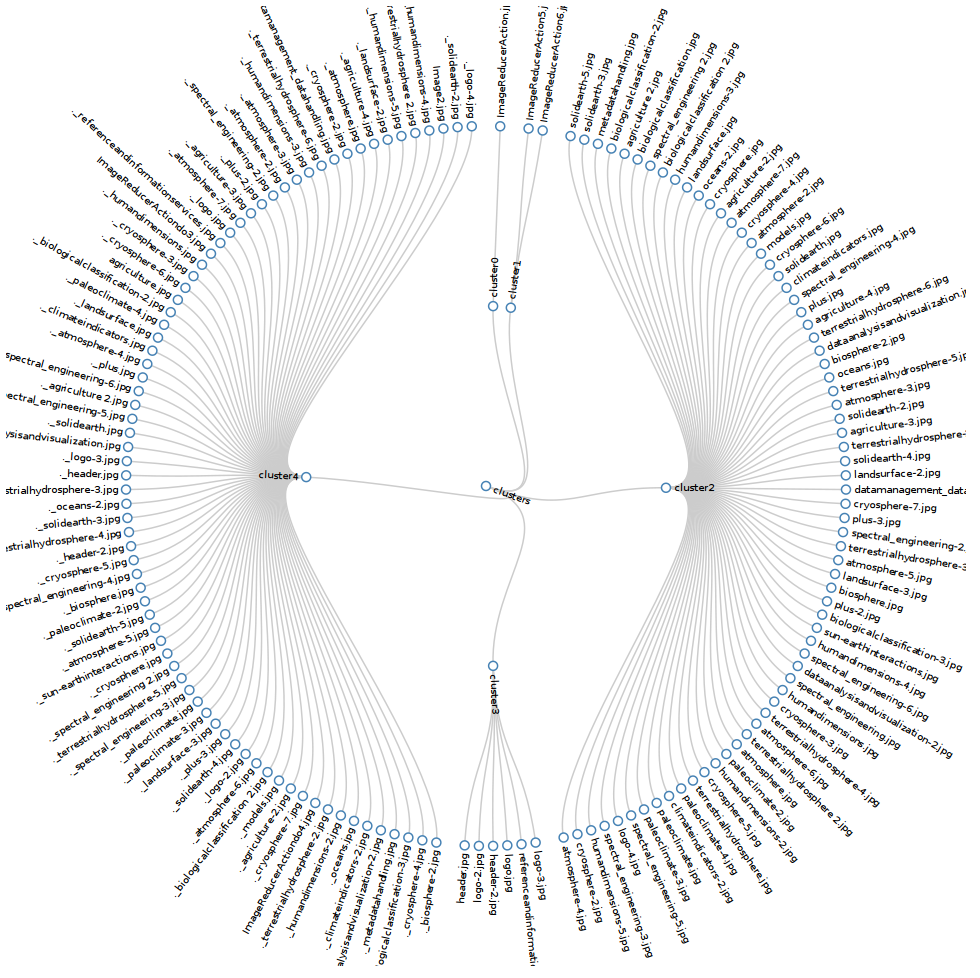 clusters
cluster0
ImageReducerAction.j
cluster1
ImageReducerAction5.j
ImageReducerAction6.j
cluster2
solidearth-5.jpg
solidearth-3.jpg
metadatahandling.jpg
biologicalclassification-2.jpg
agriculture 2.jpg
biologicalclassification.jpg
spectral_engineering 2.jpg
biologicalclassification 2.jpg
humandimensions-3.jpg
landsurface.jpg
oceans-2.jpg
cryosphere.jpg
agriculture-2.jpg
atmosphere-7.jpg
cryosphere-4.jpg
atmosphere-2.jpg
models.jpg
cryosphere-6.jpg
solidearth.jpg
climateindicators.jpg
spectral_engineering-4.jpg
plus.jpg
agriculture-4.jpg
terrestrialhydrosphere-6.jpg
dataanalysisandvisualization.j
biosphere-2.jpg
oceans.jpg
terrestrialhydrosphere-5.jp
atmosphere-3.jpg
solidearth-2.jpg
agriculture-3.jpg
terrestrialhydrosphere-
solidearth-4.jpg
landsurface-2.jpg
datamanagement_data
cryosphere-7.jpg
plus-3.jpg
spectral_engineering-2.
terrestrialhydrosphere-3
atmosphere-5.jpg
landsurface-3.jpg
biosphere.jpg
plus-2.jpg
biologicalclassification-3.jpg
sun-earthinteractions.jpg
humandimensions-4.jpg
spectral_engineering-6.jpg
dataanalysisandvisualization-2.jpg
spectral_engineering.jpg
humandimensions.jpg
cryosphere-3.jpg
terrestrialhydrosphere-4.jpg
atmosphere-6.jpg
terrestrialhydrosphere 2.jpg
atmosphere.jpg
paleoclimate-2.jpg
humandimensions-2.jpg
cryosphere-5.jpg
terrestrialhydrosphere.jpg
paleoclimate-4.jpg
climateindicators-2.jpg
paleoclimate.jpg
paleoclimate-3.jpg
spectral_engineering-5.jpg
logo-4.jpg
spectral_engineering-3.jpg
humandimensions-5.jpg
cryosphere-2.jpg
atmosphere-4.jpg
cluster3
logo-3.jpg
referenceandinformatio
logo.jpg
header-2.jpg
logo-2.jpg
header.jpg
cluster4
._biosphere-2.jpg
._cryosphere-4.jpg
ologicalclassification-3.jpg
._metadatahandling.jpg
alysisandvisualization-2.jpg
._climateindicators-2.jpg
._oceans.jpg
._humandimensions-2.jpg
._terrestrialhydrosphere-2.jpg
ImageReducerActiondo4.jpg
._cryosphere-7.jpg
._agriculture-2.jpg
._models.jpg
._biologicalclassification 2.jpg
._atmosphere-6.jpg
._logo-2.jpg
._solidearth-4.jpg
._plus-3.jpg
._landsurface-3.jpg
._paleoclimate-3.jpg
._paleoclimate.jpg
._spectral_engineering-3.jpg
._terrestrialhydrosphere-5.jpg
._spectral_engineering 2.jpg
._cryosphere.jpg
._sun-earthinteractions.jpg
._atmosphere-5.jpg
._solidearth-5.jpg
._paleoclimate-2.jpg
._biosphere.jpg
spectral_engineering-4.jpg
._cryosphere-5.jpg
._header-2.jpg
strialhydrosphere-4.jpg
._solidearth-3.jpg
._oceans-2.jpg
strialhydrosphere-3.jpg
._header.jpg
._logo-3.jpg
ysisandvisualization.jpg
._solidearth.jpg
ectral_engineering-5.jpg
._agriculture 2.jpg
spectral_engineering-6.jpg
._plus.jpg
._atmosphere-4.jpg
._climateindicators.jpg
._landsurface.jpg
._paleoclimate-4.jpg
._biologicalclassification-2.jpg
agriculture.jpg
._cryosphere-6.jpg
._cryosphere-3.jpg
._humandimensions.jpg
ImageReducerActiondo3.jpg
._referenceandinformationservices.jpg
._logo.jpg
._atmosphere-7.jpg
._agriculture-3.jpg
._plus-2.jpg
._spectral_engineering-2.jpg
._atmosphere-2.jpg
._atmosphere-3.jpg
._humandimensions-3.jpg
._terrestrialhydrosphere-6.jpg
amanagement_datahandling.jpg
._cryosphere-2.jpg
._atmosphere.jpg
._agriculture-4.jpg
._landsurface-2.jpg
._humandimensions-5.jpg
._terrestrialhydrosphere 2.jpg
humandimensions-4.jpg
Image2.jpg
._solidearth-2.jpg
._logo-4.jpg